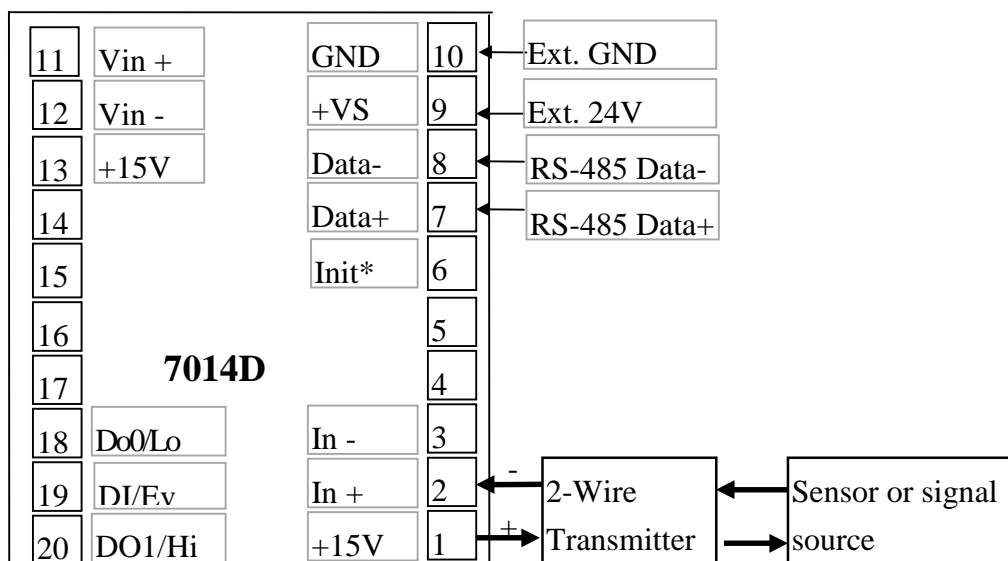 11 Vin + GND 10 Ext. GND
12 Vin - +VS 9 Ext. 24V
13 +15V Data- 8 RS-485 Data-
14 Data+ 7 RS-485 Data+
15 Init* 6
16 5
7014D
17 4
18 Do0/Lo In - 3
19 DI/Ev In + 2 - 2-Wire Sensor or signal
20 DO1/Hi +15V 1 + Transmitter source